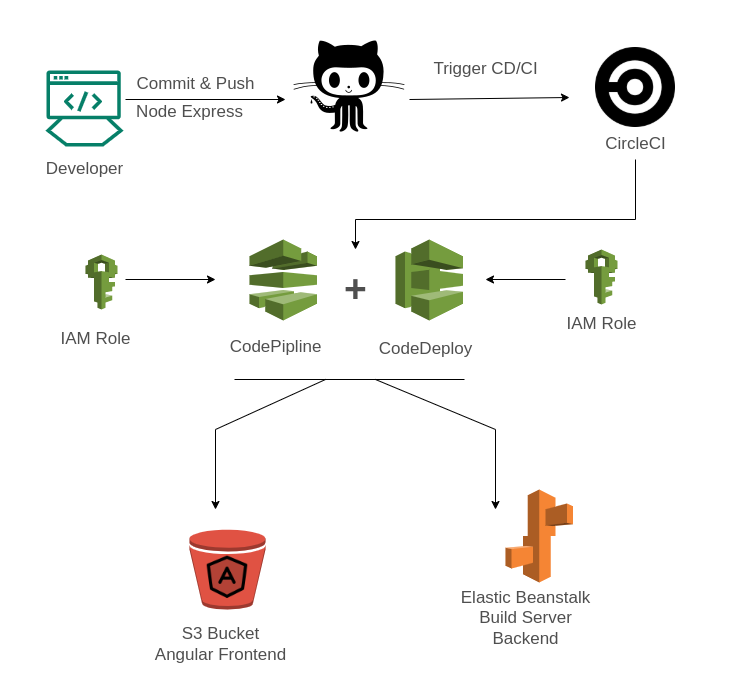 Commit & Push
Node Express
Trigger CD/CI
Developer
CircleCI
IAM Role
CodePipline
+
CodeDeploy
IAM Role
S3 Bucket
Angular Frontend
Elastic Beanstalk
Build Server
Backend